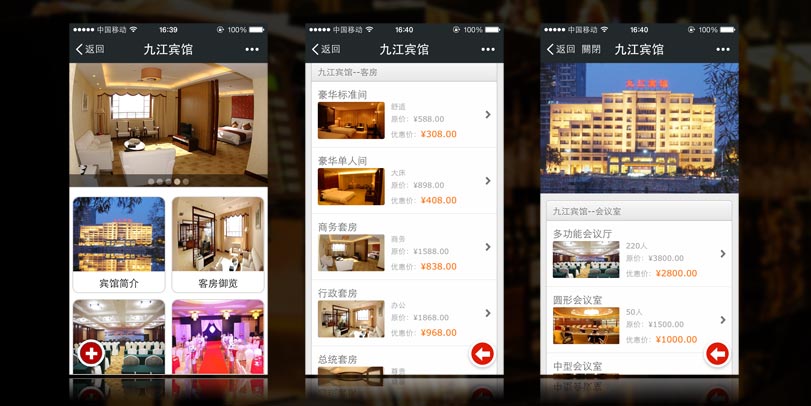 中国移动 16:39 100%
返回 九江宾馆
宾馆简介
客房御览
中国移动 16:40 100%
返回 九江宾馆
九江宾馆--客房
豪华标准间
舒适
原价: ¥588.00
优惠价: ¥308.00
豪华单人间
大床
原价: ¥898.00
优惠价: ¥408.00
商务套房
商务
原价: ¥1588.00
优惠价: ¥838.00
行政套房
办公
原价: ¥1868.00
优惠价: ¥968.00
总统套房
尊贵
中国移动 16:40 100%
返回 關閉 九江宾馆
九江宾馆
九江宾馆--会议室
多功能会议厅
220人
原价: ¥3800.00
优惠价: ¥2800.00
圆形会议室
50人
原价: ¥1500.00
优惠价: ¥1000.00
中型会议室